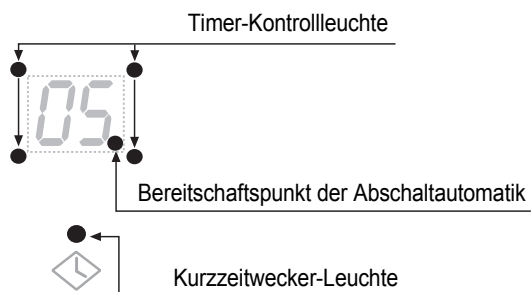 Timer-Kontrollleuchte
05
Bereitschaftspunkt der Abschaltautomatik
Kurzzeitwecker-Leuchte